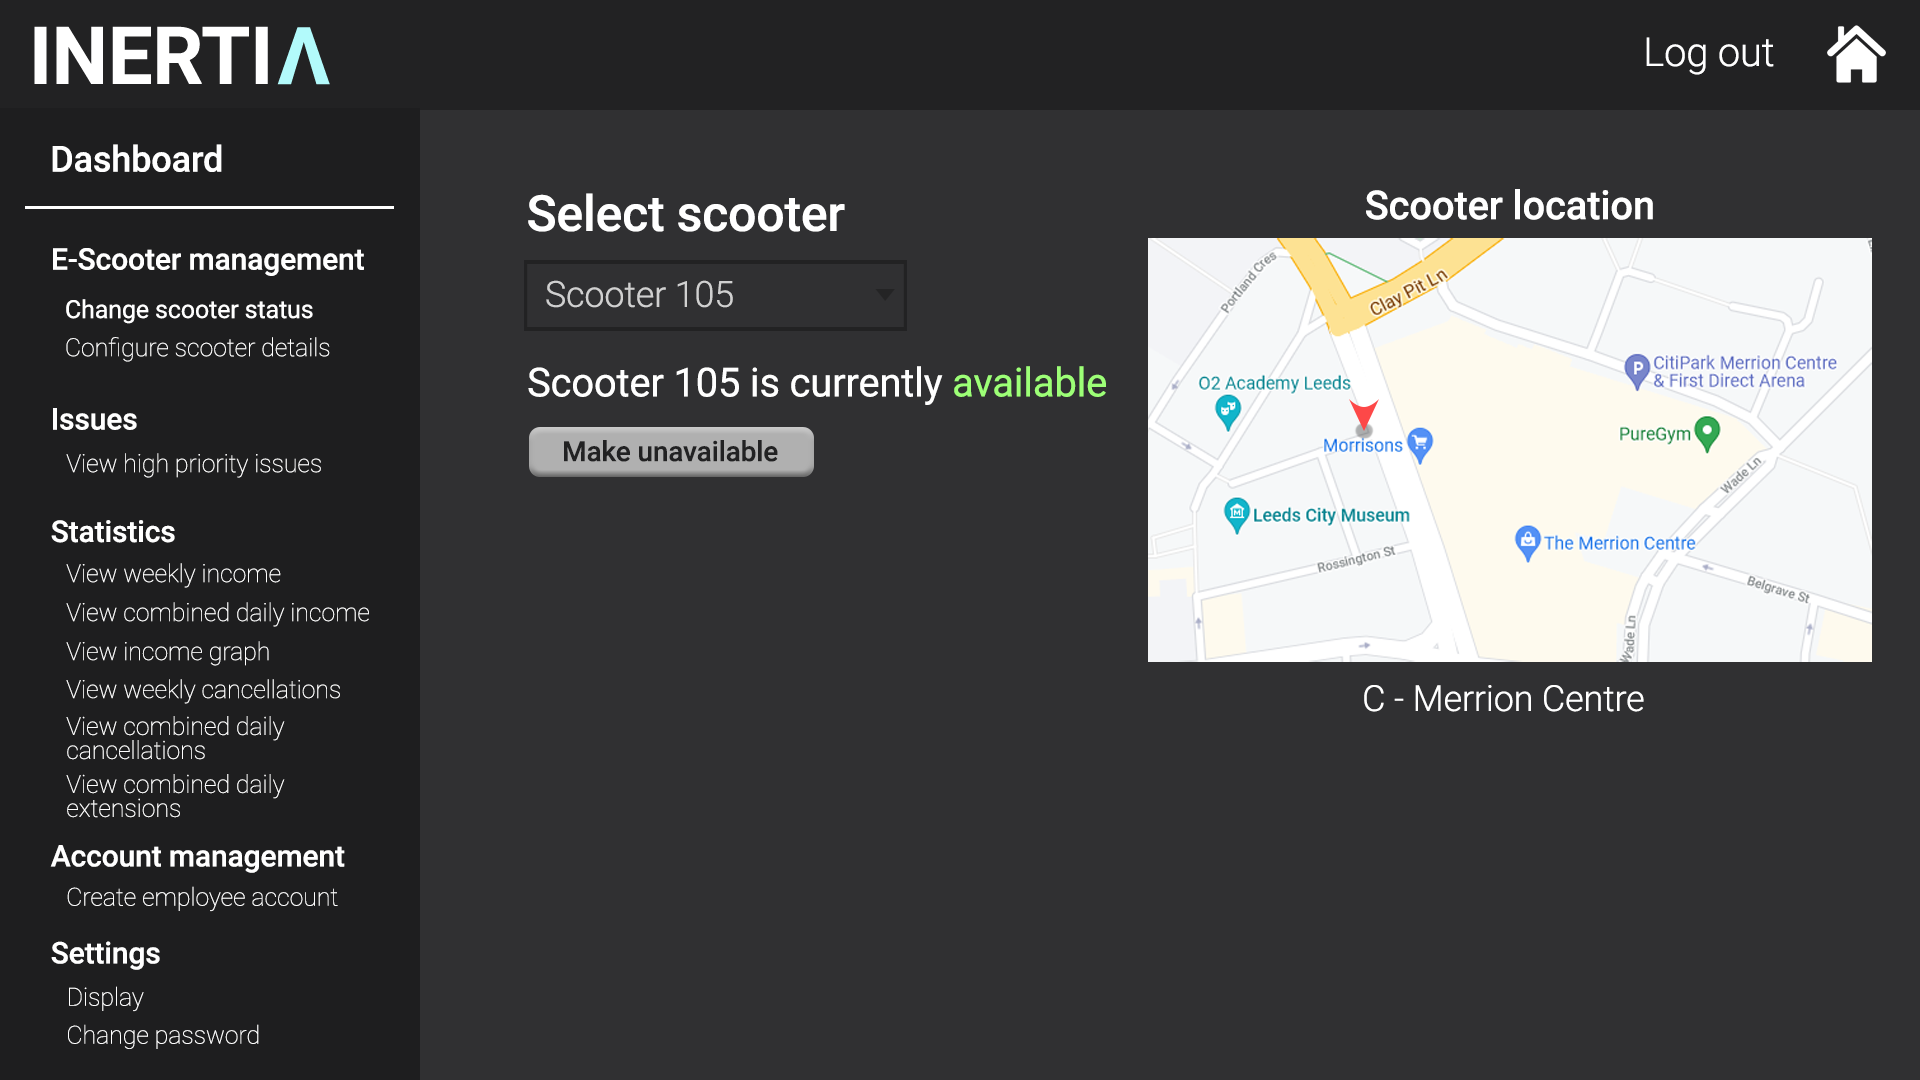 INERTIA
Log out
Dashboard
E-Scooter management
Change scooter status
Configure scooter details
Issues
View high priority issues
Statistics
View weekly income
View combined daily income
View income graph
View weekly cancellations
View combined daily
cancellations
View combined daily
extensions
Account management
Create employee account
Settings
Display
Change password
Select scooter
Scooter 105
Scooter 105 is currently available
Make unavailable
Scooter location
Portland Cres
Clay Pit Ln
CitiPark Merrion Centre
& First Direct Arena
O2 Academy Leeds
Morrisons
PureGym
Wade Ln
Leeds City Museum
The Merrion Centre
Rossington St
Belgrave St
Wade Ln
C - Merrion Centre